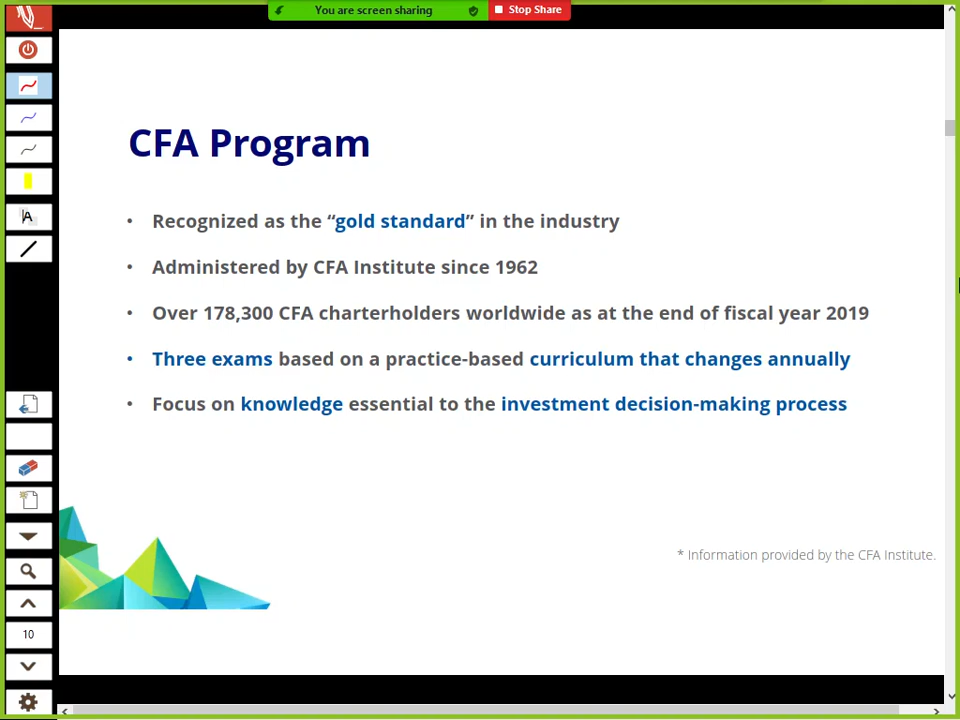 You are screen sharing
Stop Share
CFA Program
• Recognized as the “gold standard” in the industry
• Administered by CFA Institute since 1962
• Over 178,300 CFA charterholders worldwide as at the end of fiscal year 2019
• Three exams based on a practice-based curriculum that changes annually
• Focus on knowledge essential to the investment decision-making process
* Information provided by the CFA Institute.
A
10